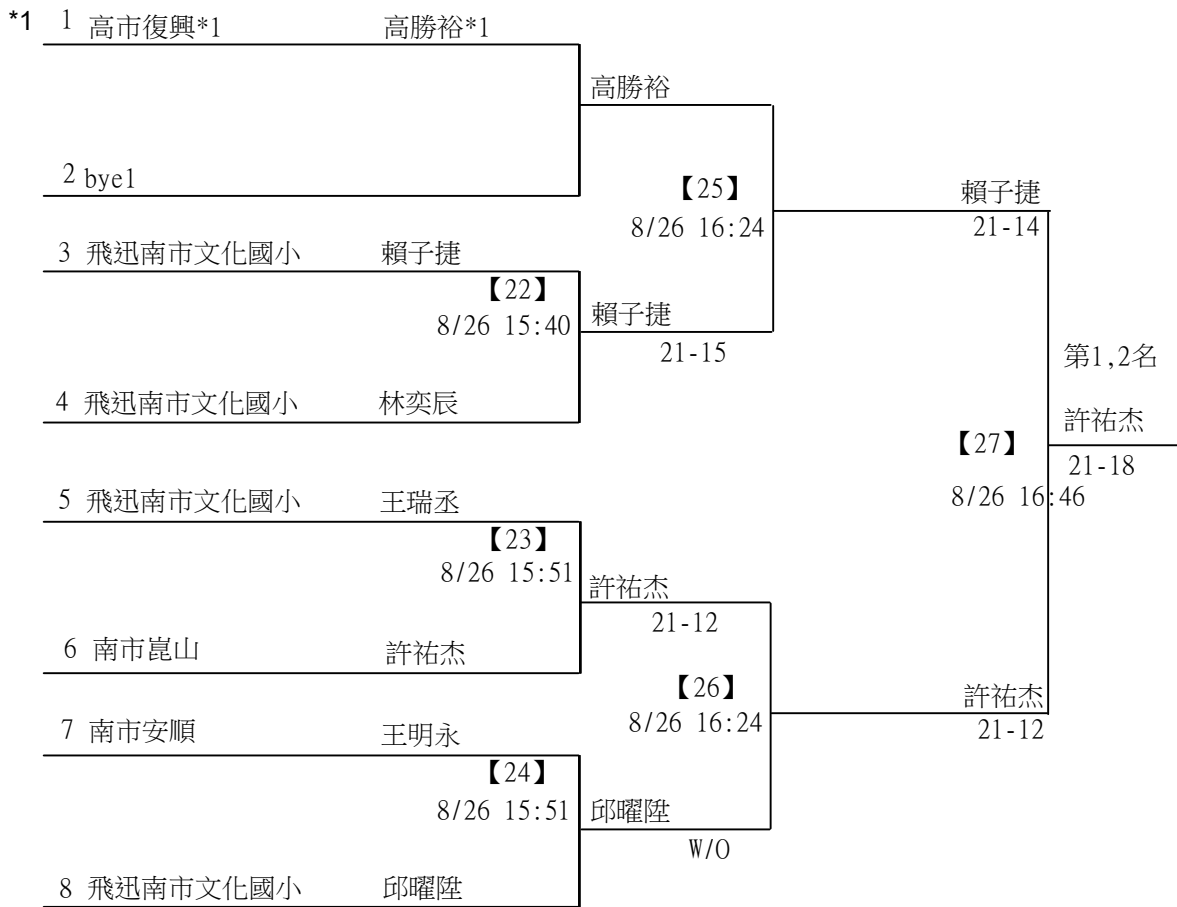 *1 1 高市復興*1 高勝裕*1
高勝裕
2 bye1
【25】
8/26 16:24
賴子捷
21-14
3 飛迅南市文化國小 賴子捷
【22】
8/26 15:40
賴子捷
21-15
4 飛迅南市文化國小 林奕辰
第1,2名
許祐杰
21-18
【27】
8/26 16:46
5 飛迅南市文化國小 王瑞丞
【23】
8/26 15:51
許祐杰
21-12
6 南市崑山 許祐杰
【26】
8/26 16:24
許祐杰
21-12
7 南市安順 王明永
【24】
8/26 15:51
邱曜陞
W/O
8 飛迅南市文化國小 邱曜陞